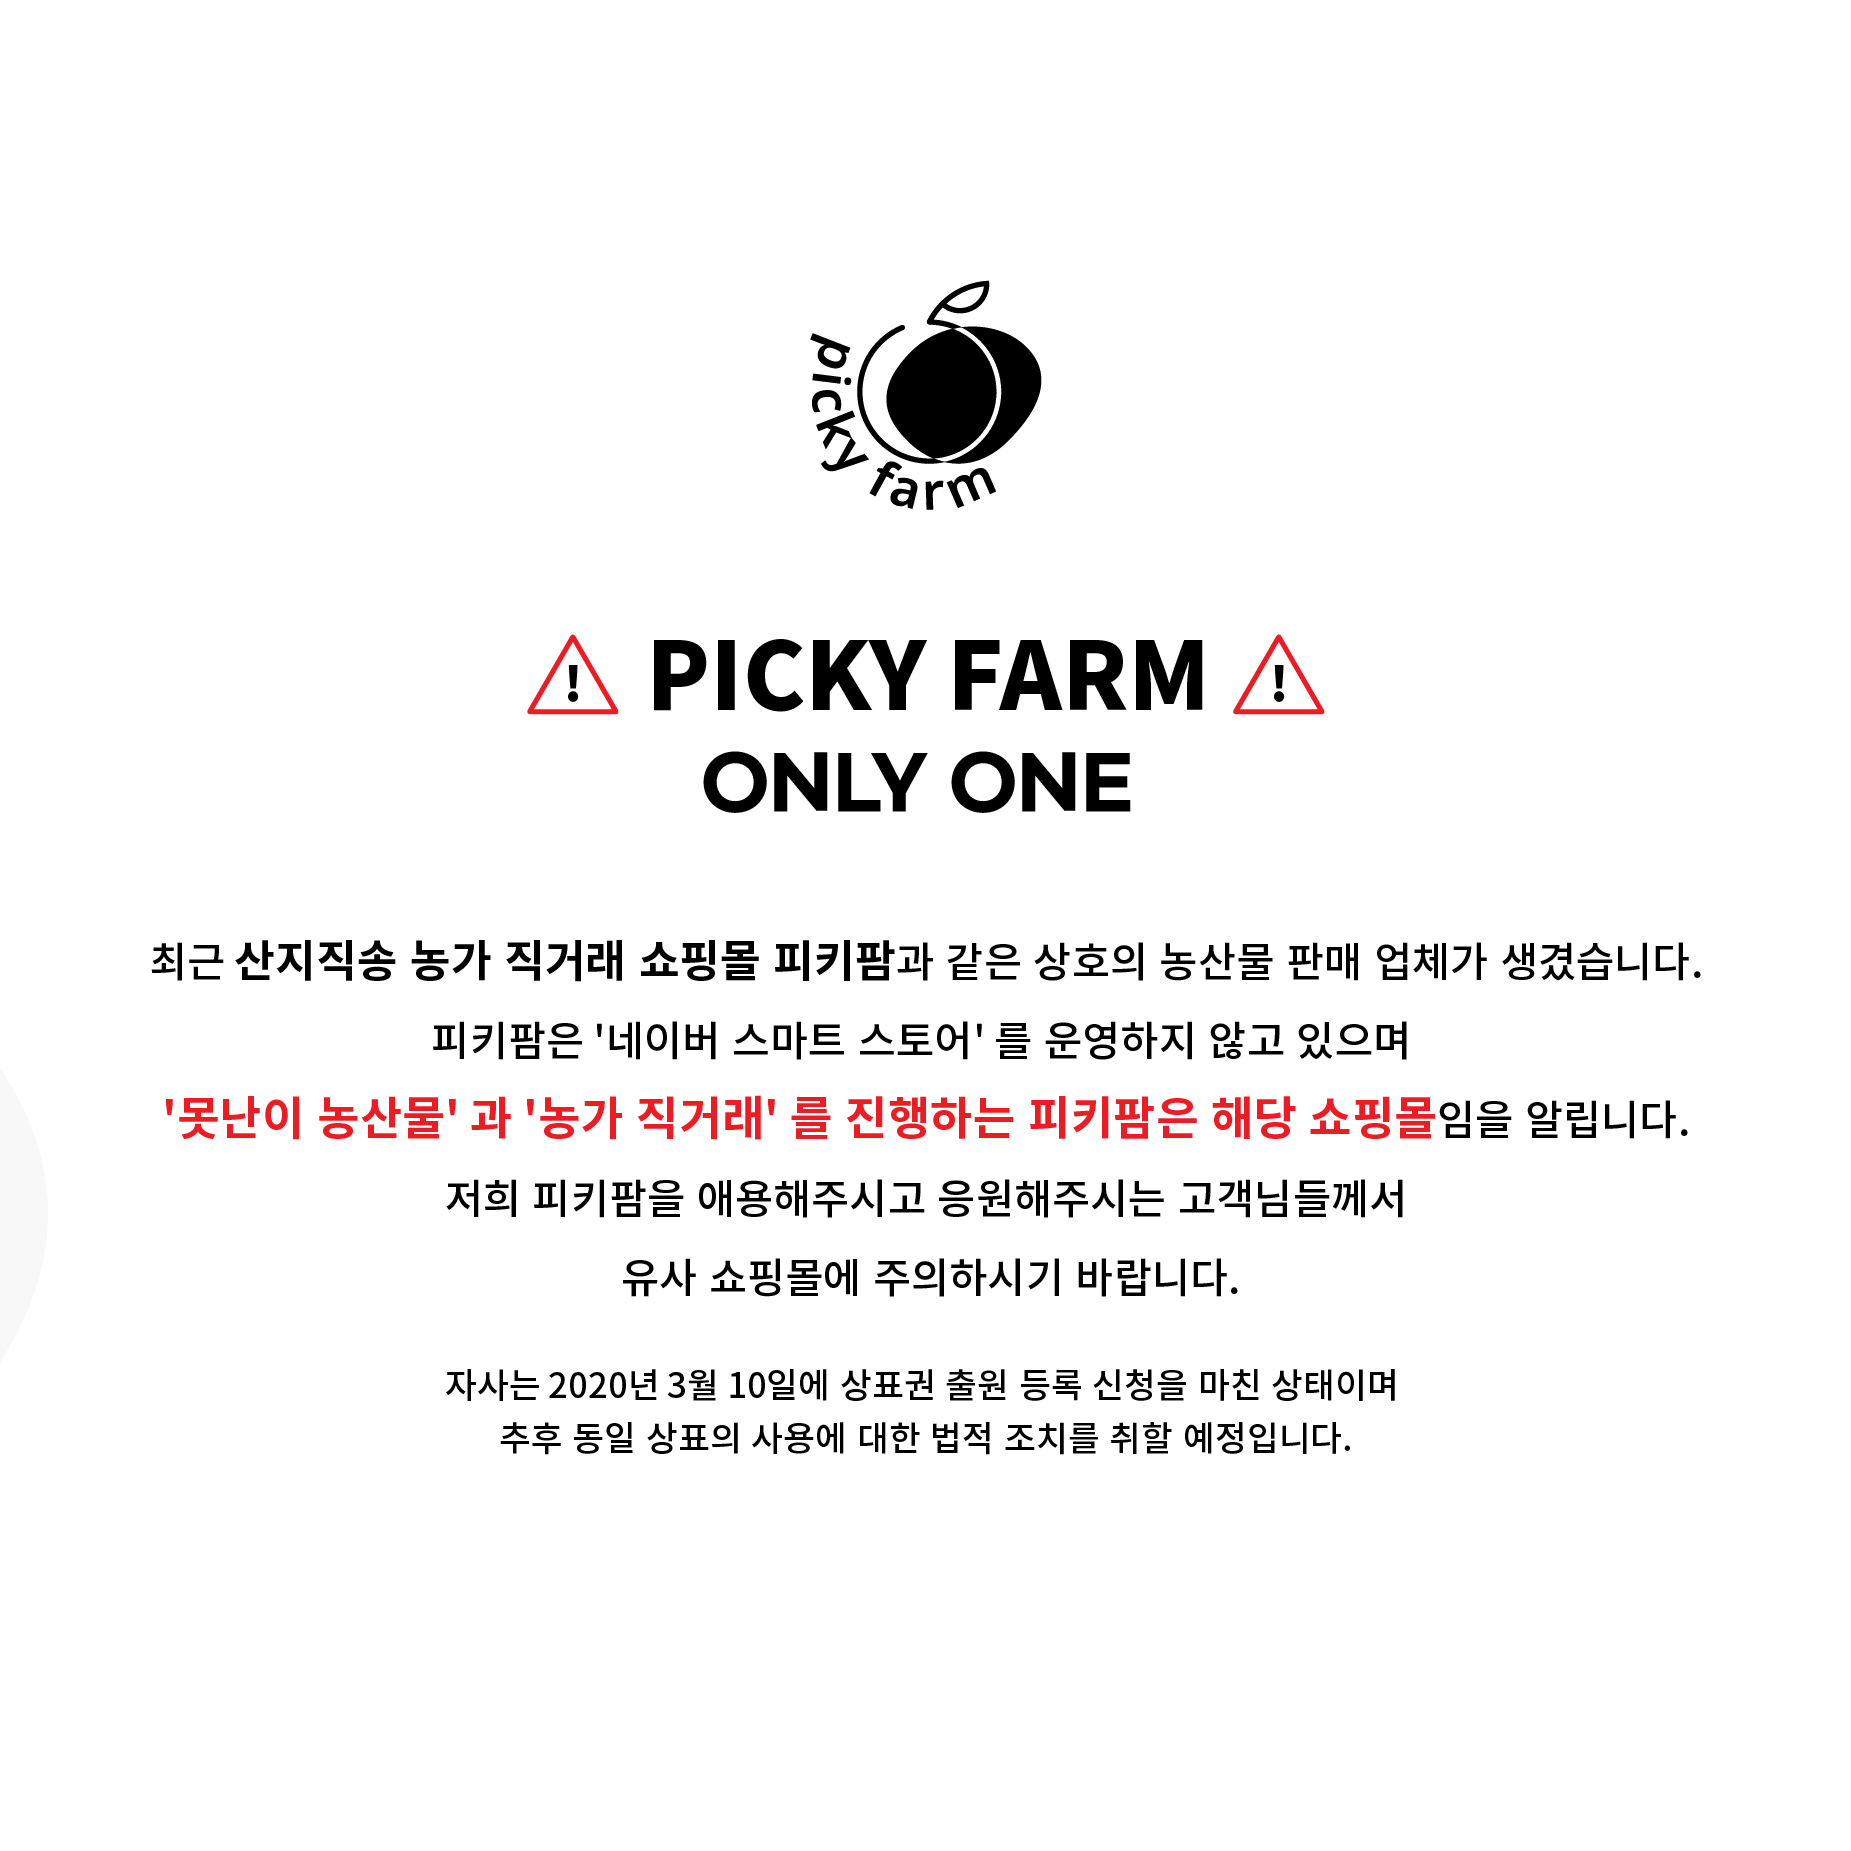 picky farm
! PICKY FARM !
ONLY ONE
최근 산지직송 농가 직거래 쇼핑몰 피키팜과 같은 상호의 농산물 판매 업체가 생겼습니다.
피키팜은 '네이버 스마트 스토어' 를 운영하지 않고 있으며
'못난이 농산물' 과 '농가 직거래' 를 진행하는 피키팜은 해당 쇼핑몰임을 알립니다.
저희 피키팜을 애용해주시고 응원해주시는 고객님들께서
유사 쇼핑몰에 주의하시기 바랍니다.
자사는 2020년 3월 10일에 상표권 출원 등록 신청을 마친 상태이며
추후 동일 상표의 사용에 대한 법적 조치를 취할 예정입니다.